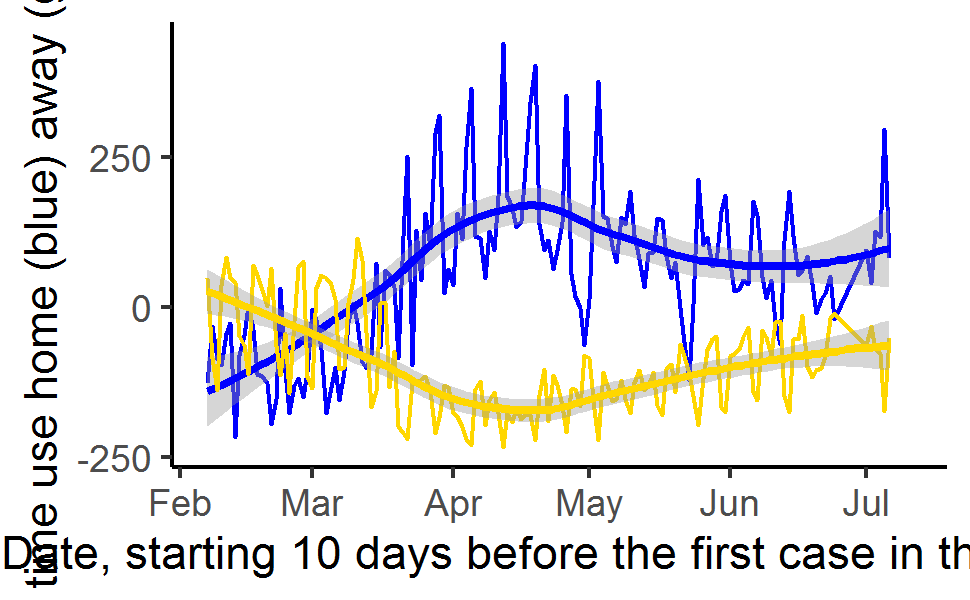 time use home (blue) away (
250
0
-250
Feb Mar Apr May Jun Jul
Date, starting 10 days before the first case in th